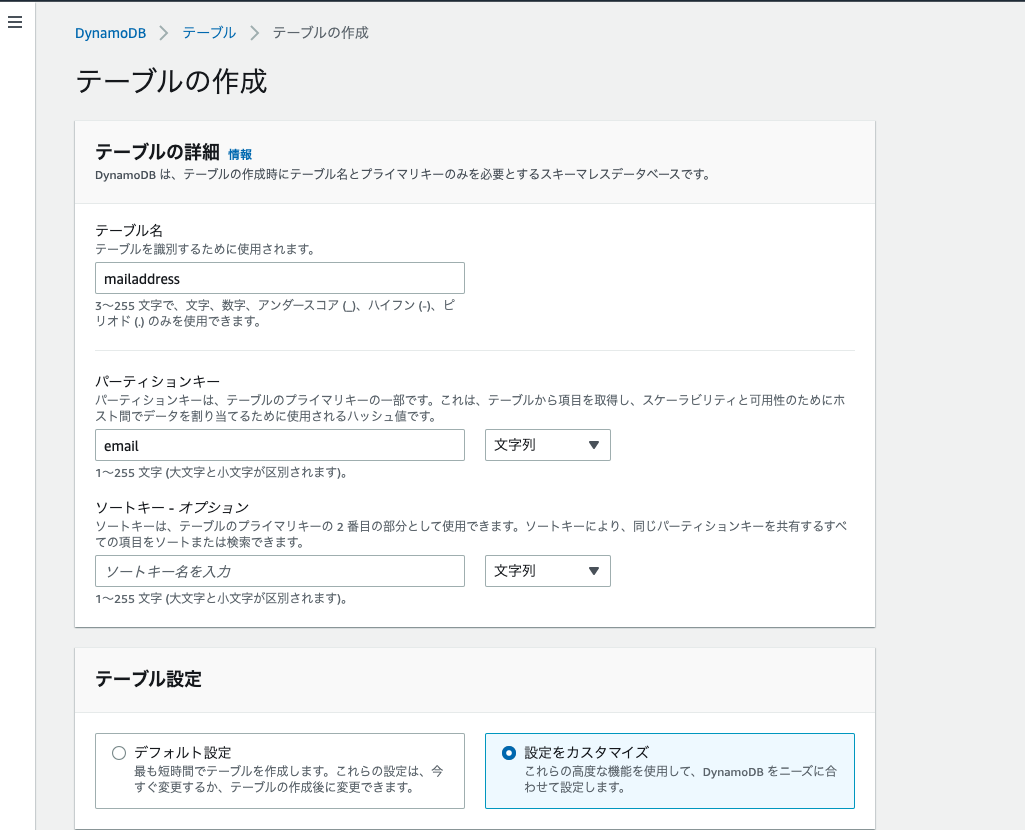 DynamoDB > テーブル > テーブルの作成
テーブルの作成
テーブルの詳細 情報
DynamoDB は、テーブルの作成時にテーブル名とプライマリキーのみを必要とするスキーマレスデータベースです。
テーブル名
テーブルを識別するために使用されます。
mailaddress
3〜255 文字で、文字、数字、アンダースコア (_)、ハイフン (-)、ピ
リオド (.) のみを使用できます。
パーティションキー
パーティションキーは、テーブルのプライマリキーの一部です。これは、テーブルから項目を取得し、スケーラビリティと可用性のためにホ
スト間でデータを割り当てるために使用されるハッシュ値です。
email 文字列
1〜255 文字 (大文字と小文字が区別されます)。
ソートキー - オプション
ソートキーは、テーブルのプライマリキーの 2 番目の部分として使用できます。ソートキーにより、同じパーティションキーを共有するすべ
ての項目をソートまたは検索できます。
ソートキー名を入力 文字列
1〜255 文字 (大文字と小文字が区別されます)。
テーブル設定
デフォルト設定
最も短時間でテーブルを作成します。これらの設定は、今
すぐ変更するか、テーブルの作成後に変更できます。
設定をカスタマイズ
これらの高度な機能を使用して、DynamoDB をニーズに合
わせて設定します。